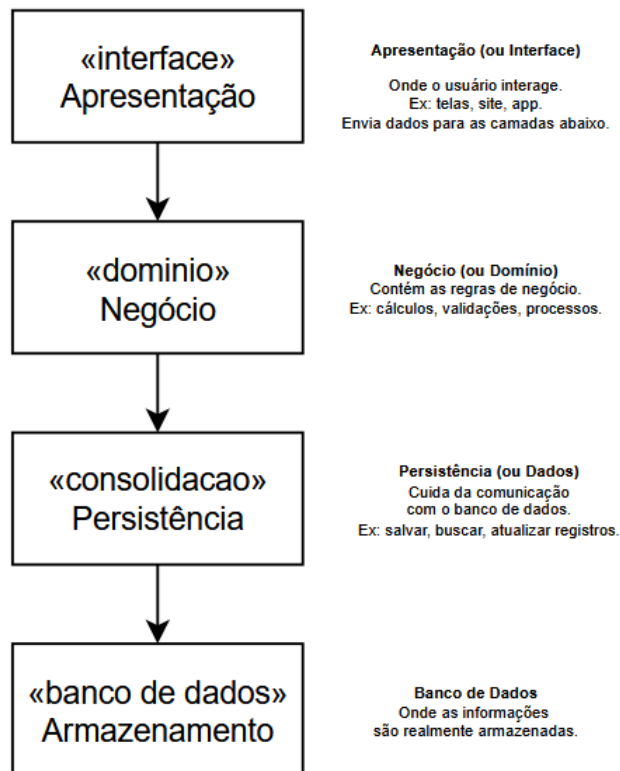 «interface»
Apresentação
Apresentação (ou Interface)
Onde o usuário interage.
Ex: telas, site, app.
Envia dados para as camadas abaixo.
«dominio»
Negócio
Negócio (ou Domínio)
Contém as regras de negócio.
Ex: cálculos, validações, processos.
«consolidacao»
Persistência
Persistência (ou Dados)
Cuida da comunicação
com o banco de dados.
Ex: salvar, buscar, atualizar registros.
«banco de dados»
Armazenamento
Banco de Dados
Onde as informações
são realmente armazenadas.